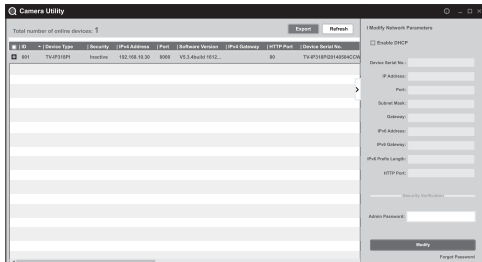 Camera Utility
Total number of online devices: 1
Export
Refresh
ID | Device Type | Security | IPv4 Address | Port | Software Version | IPv4 Gateway | HTTP Port | Device Serial No.
001 TV-IP318PI Inactive 192.168.10.30 8000 V5.3.4build 1612... 80 TV-IP318PI20140504CCW
Modify Network Parameters
Enable DHCP
Device Serial No.:
IP Address:
Port:
Subnet Mask:
Gateway:
IPv6 Address:
IPv6 Gateway:
IPv6 Prefix Length:
HTTP Port:
Security Verification
Admin Password:
Modify
Forgot Password